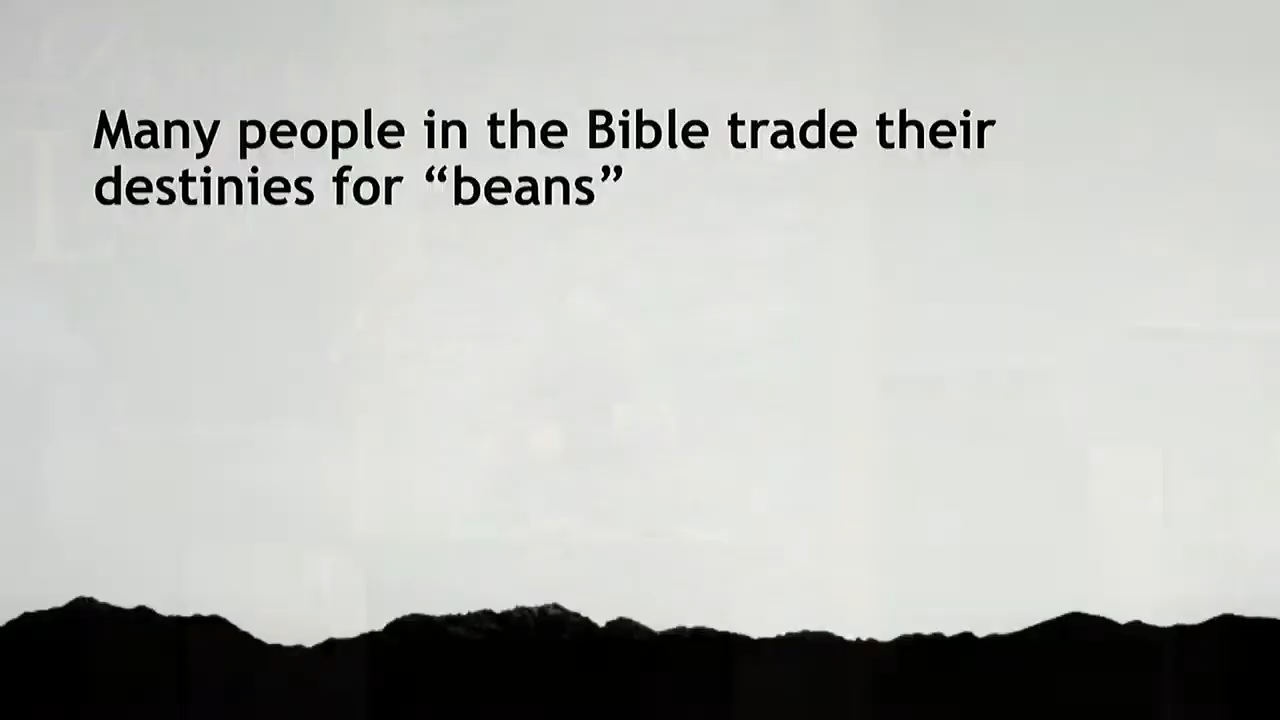 Many people in the Bible trade their
destinies for “beans”